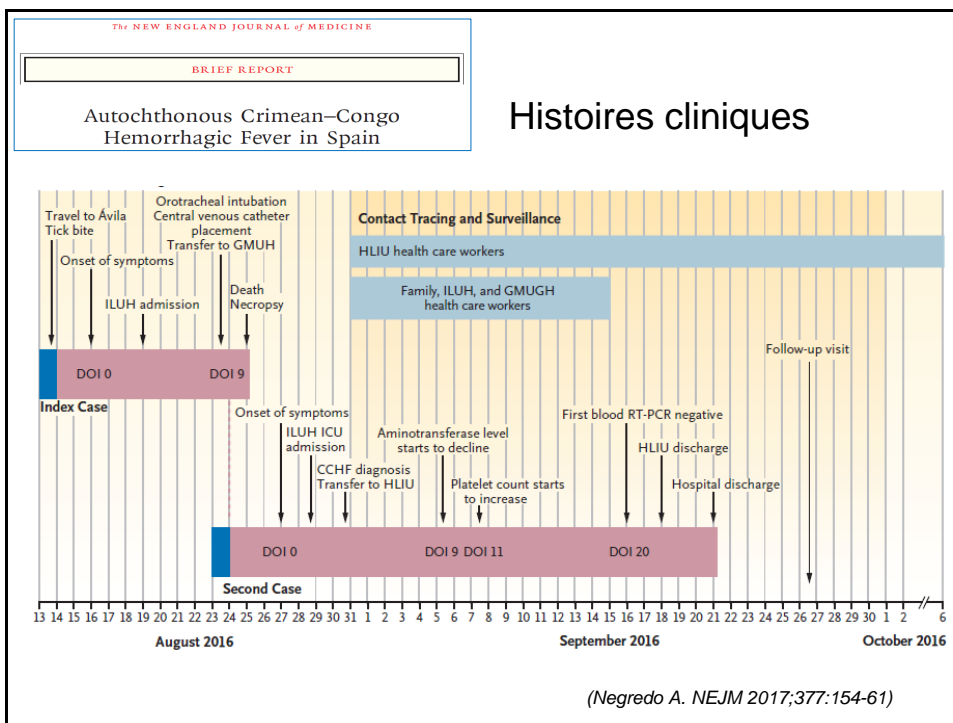 The NEW ENGLAND JOURNAL of MEDICINE
BRIEF REPORT
Autochthonous Crimean–Congo
Hemorrhagic Fever in Spain
Histoires cliniques
Travel to Ávila
Tick bite
Onset of symptoms
ILUH admission
Orotracheal intubation
Central venous catheter
placement
Transfer to GMUH
Death
Necropsy
Contact Tracing and Surveillance
HLIU health care workers
Family, ILUH, and GMUGH
health care workers
Follow-up visit
DOI 0
DOI 9
Index Case
Onset of symptoms
ILUH ICU
admission
CCHF diagnosis
Transfer to HLIU
Aminotransferase level
starts to decline
Platelet count starts
to increase
First blood RT-PCR negative
HLIU discharge
Hospital discharge
DOI 0
DOI 9 DOI 11
DOI 20
Second Case
13 14 15 16 17 18 19 20 21 22 23 24 25 26 27 28 29 30 31 1 2 3 4 5 6 7 8 9 10 11 12 13 14 15 16 17 18 19 20 21 22 23 24 25 26 27 28 29 30 1 2 6
August 2016 September 2016 October 2016
(Negredo A. NEJM 2017;377:154-61)